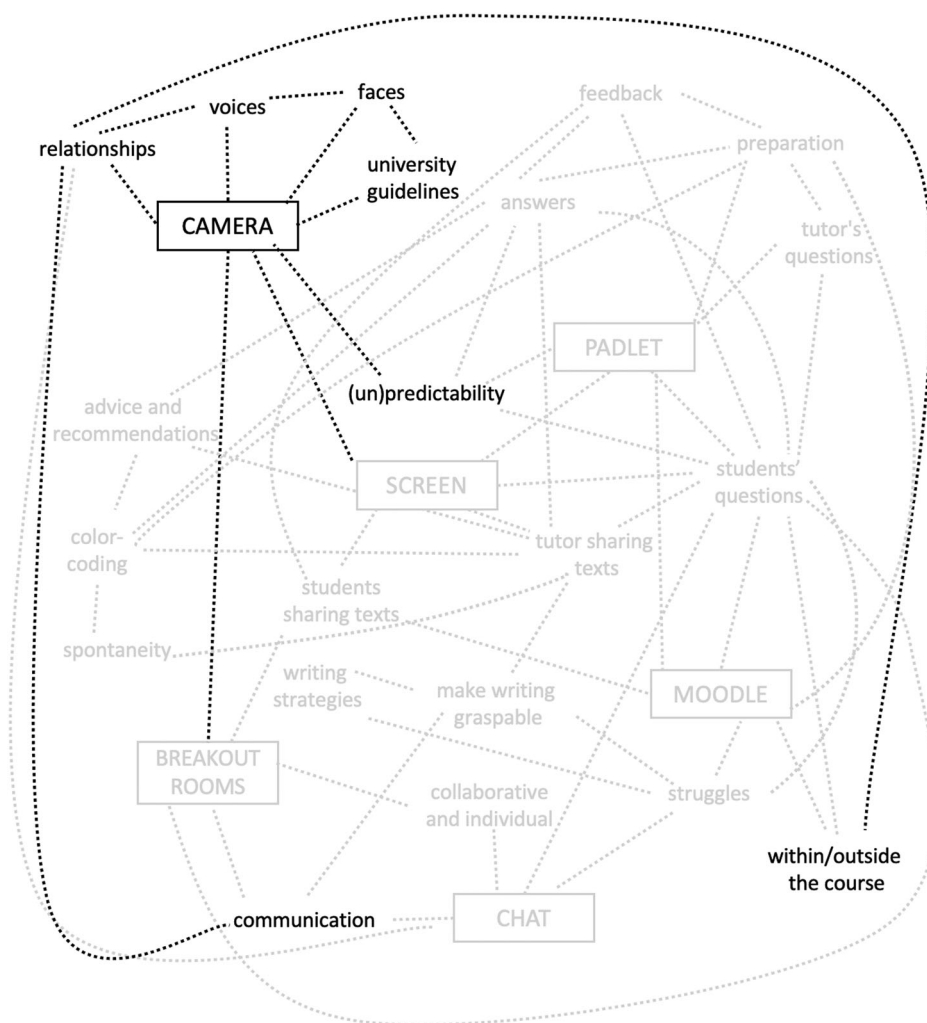 faces
feedback
voices
preparation
relationships
university
guidelines
answers
CAMERA
tutor's
questions
PADLET
(un)predictability
advice and
recommendations
SCREEN
students'
questions
color-
coding
tutor sharing
texts
students
sharing texts
spontaneity
writing
strategies
make writing
graspable
MOODLE
BREAKOUT
ROOMS
collaborative
and individual
struggles
within/outside
the course
communication
CHAT